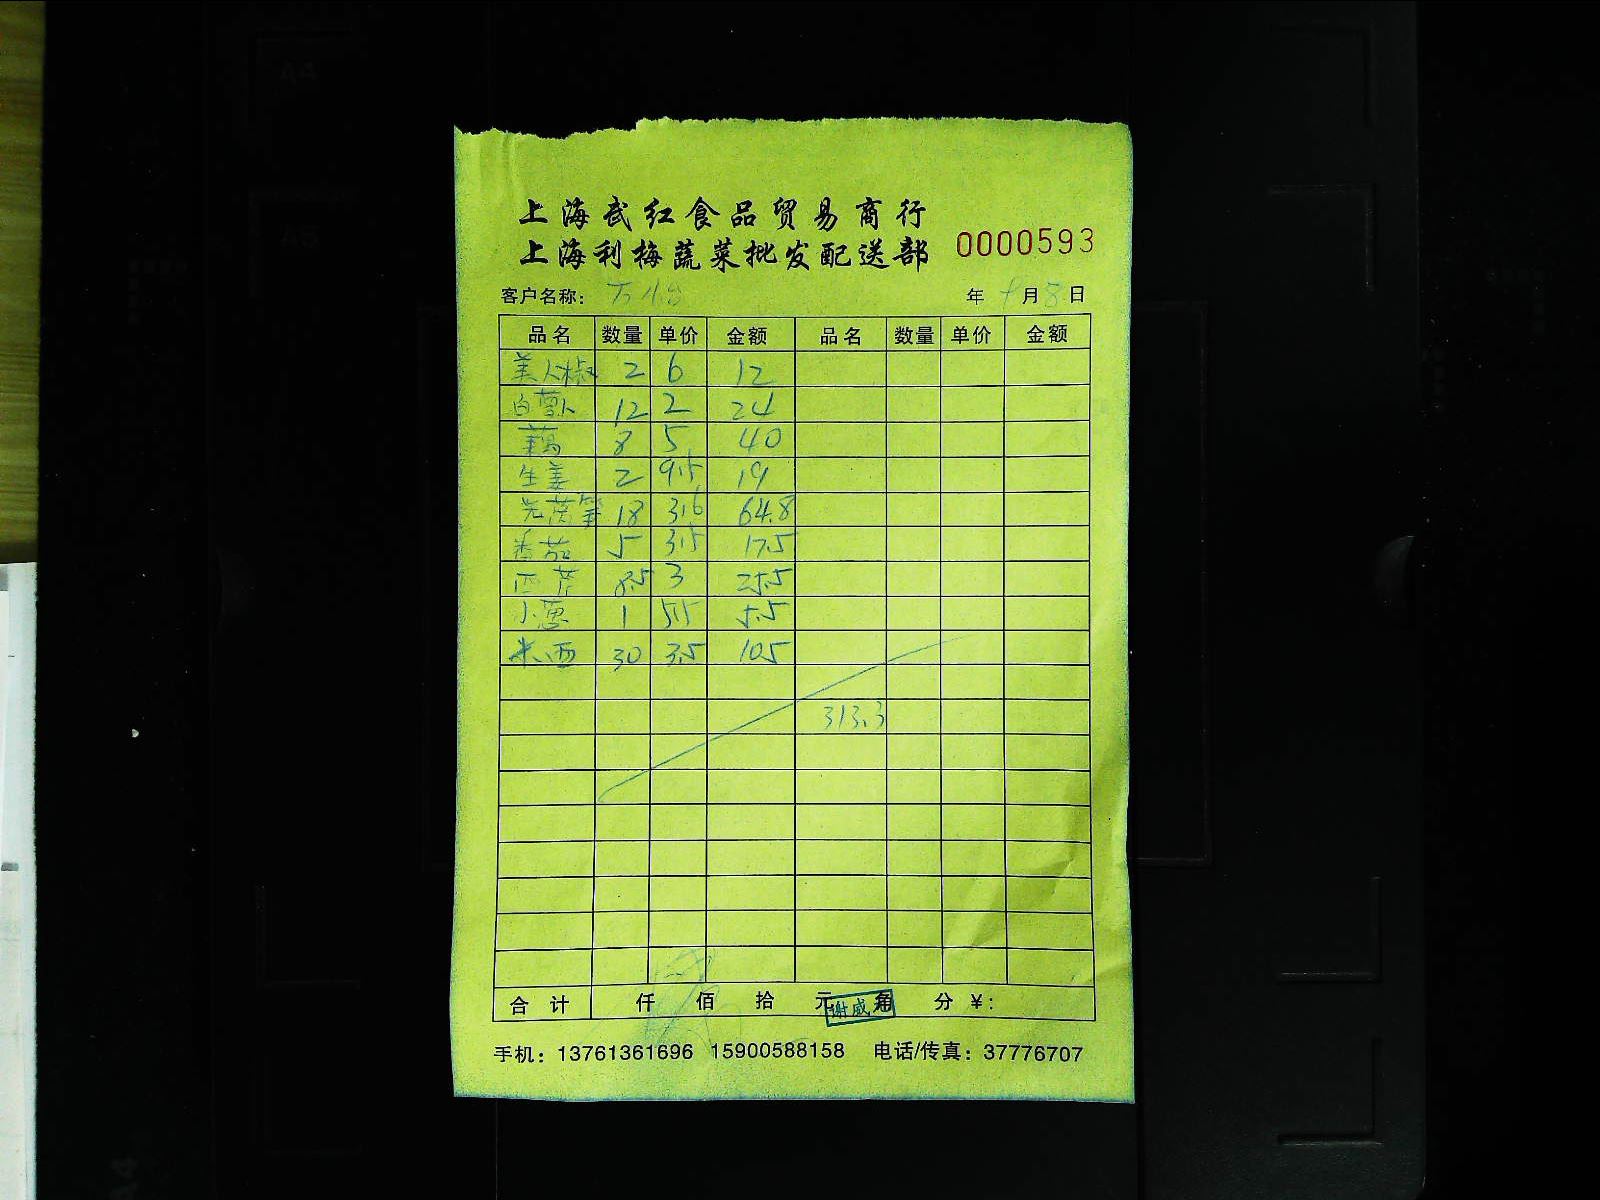 上海武红食品贸易商行
上海利梅蔬菜批发配送部 0000593
客户名称: 年 月 8 日
品名 数量 单价 金额 品名 数量 单价 金额
美人椒 2 6 12
白萝卜 12 2 24
藕 8 5 40
生姜 2 9.5 19
光莴笋 18 3.6 64.8
番茄 5 3.5 17.5
西芹 8.5 3 25.5
小葱 1 5.5 5.5
米西 30 3.5 105
313.3
合计 仟 佰 拾 元 角 分 ¥:
谢威
手机: 13761361696 15900588158 电话/传真: 37776707